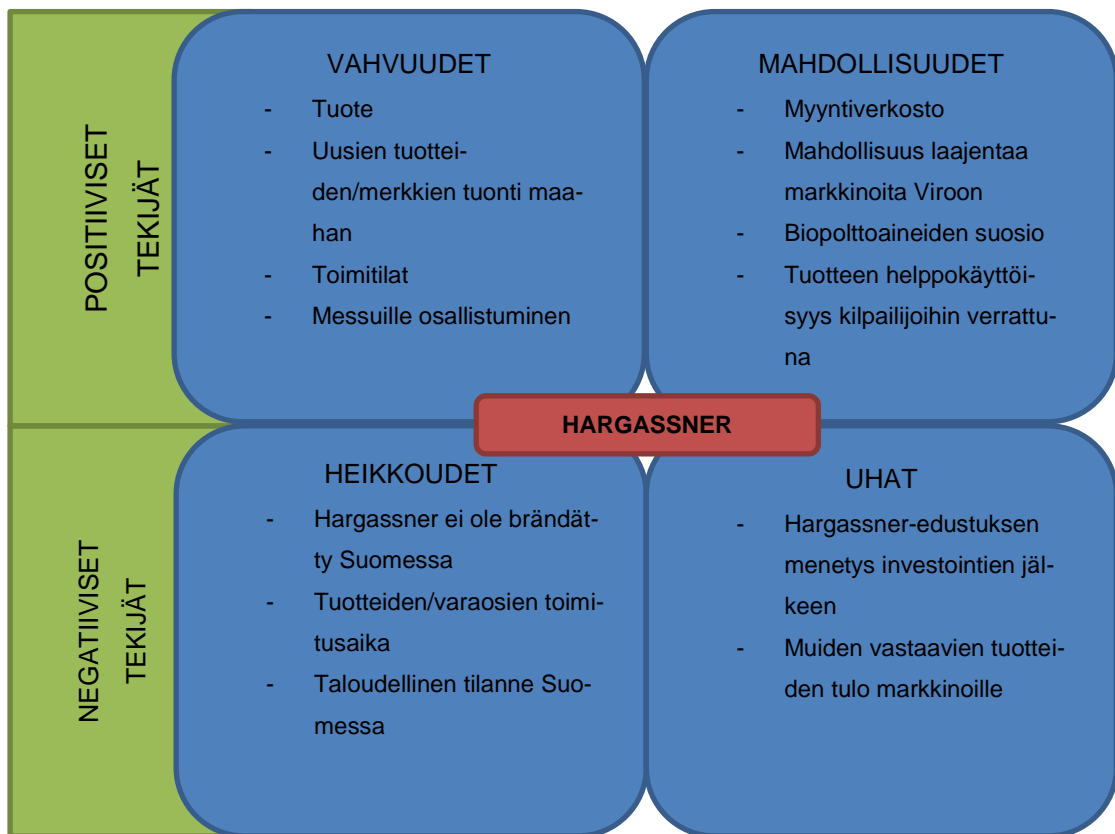 POSITIIVISET
TEKIJÄT
VAHVUUDET
- Tuote
- Uusien tuottei-
den/merkkien tuonti maa-
han
- Toimitilat
- Messuille osallistuminen
MAHDOLLISUUDET
- Myyntiverkosto
- Mahdollisuus laajentaa
markkinoita Viroon
- Biopolttoaineiden suosio
- Tuotteen helppokäyttöi-
syys kilpailijoihin verrattu-
na
HARGASSNER
NEGATIIVISET
TEKIJÄT
HEIKKOUDET
- Hargassner ei ole brändät-
ty Suomessa
- Tuotteiden/varaosien toimi-
tusaika
- Taloudellinen tilanne Suo-
messa
UHAT
- Hargassner-edustuksen
menetys investointien jäl-
keen
- Muiden vastaavien tuottei-
den tulo markkinoille